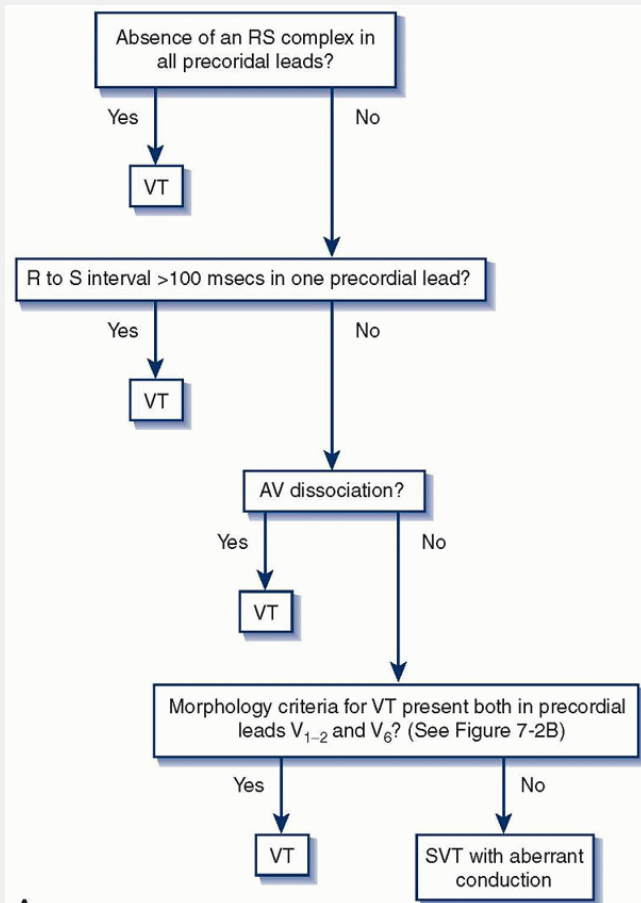 Absence of an RS complex in
all precoridal leads?
Yes
No
VT
R to S interval >100 msecs in one precordial lead?
Yes
No
VT
AV dissociation?
Yes
No
VT
Morphology criteria for VT present both in precordial
leads V₁₋₂ and V₆? (See Figure 7-2B)
Yes
No
VT
SVT with aberrant
conduction